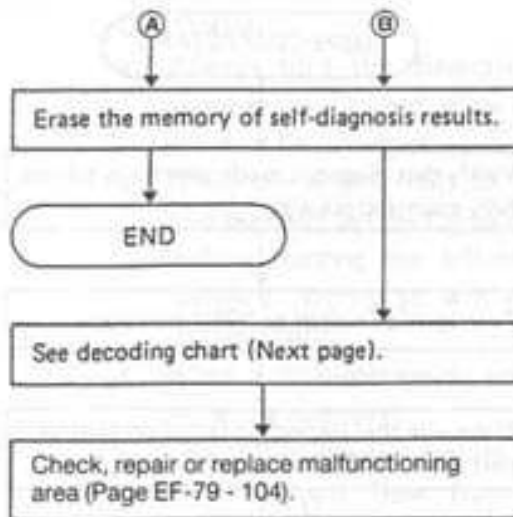 A B
Erase the memory of self-diagnosis results.
END
See decoding chart (Next page).
Check, repair or replace malfunctioning
area (Page EF-79 - 104).